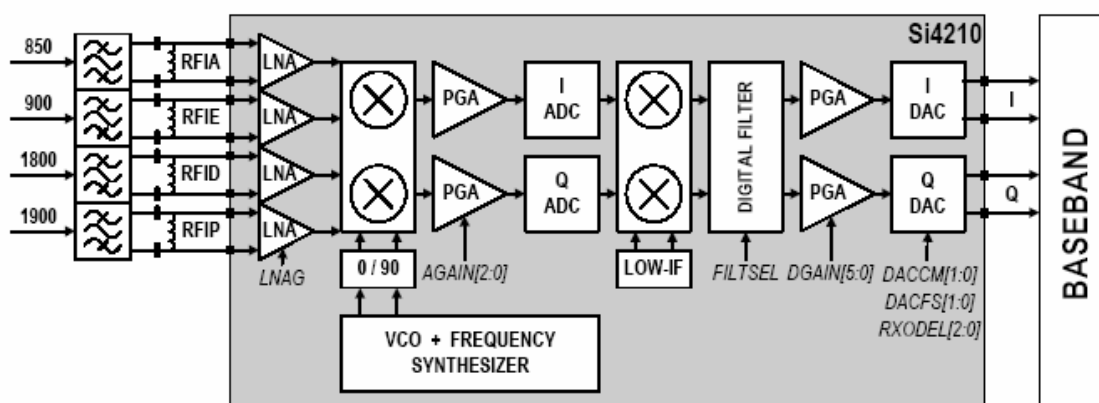 Si4210
850
RFIA
LNA
900
RFIE
LNA
1800
RFID
LNA
1900
RFIP
LNA
LNAG
0 / 90
VCO + FREQUENCY
SYNTHESIZER
PGA
PGA
AGAIN[2:0]
I
ADC
Q
ADC
LOW-IF
DIGITAL FILTER
FILTSEL
PGA
PGA
DGAIN[5:0]
I
DAC
Q
DAC
DACCM[1:0]
DACFS[1:0]
RXODEL[2:0]
I
Q
BASEBAND